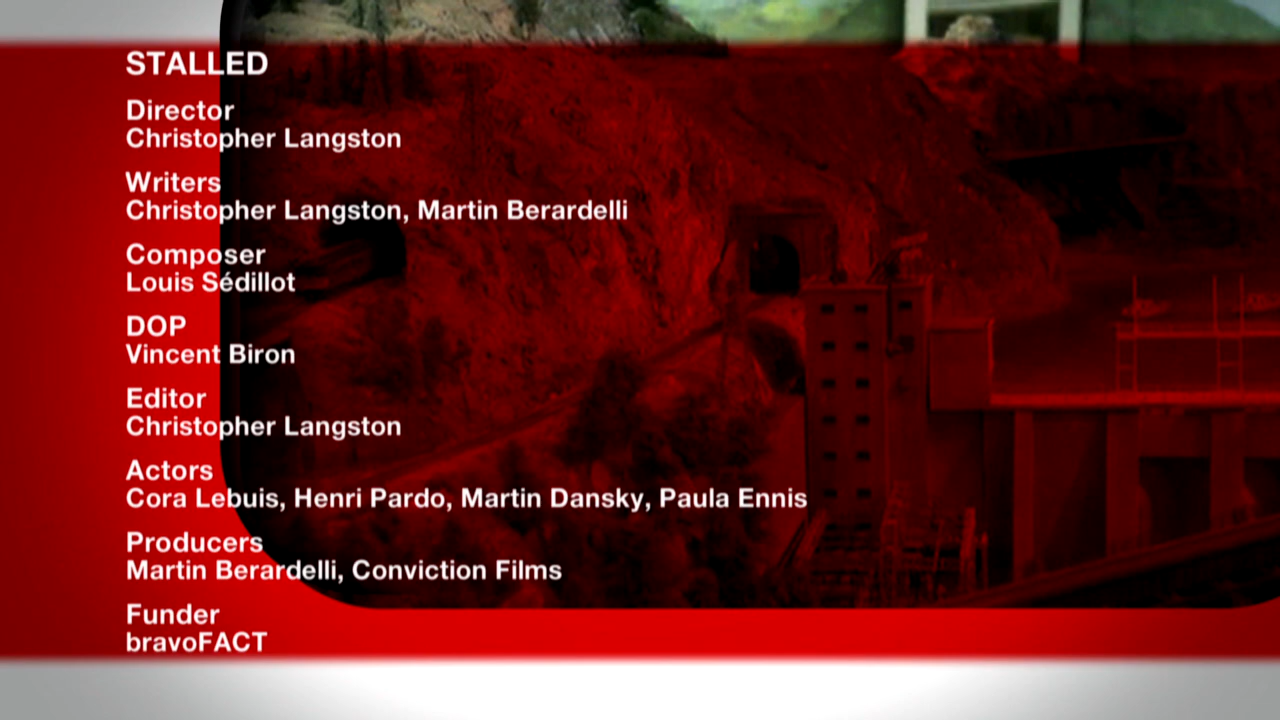 STALLED
Director
Christopher Langston
Writers
Christopher Langston, Martin Berardelli
Composer
Louis Sédillot
DOP
Vincent Biron
Editor
Christopher Langston
Actors
Cora Lebuis, Henri Pardo, Martin Dansky, Paula Ennis
Producers
Martin Berardelli, Conviction Films
Funder
bravoFACT